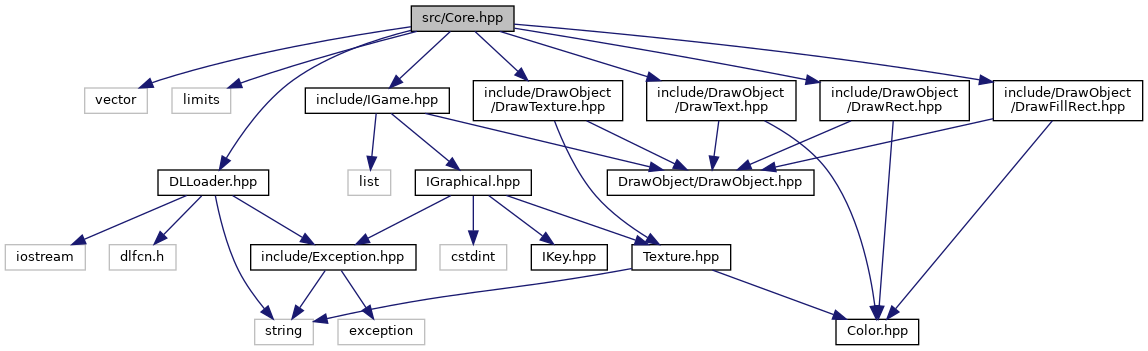 src/Core.hpp
vector
limits
include/IGame.hpp
include/DrawObject
/DrawTexture.hpp
include/DrawObject
/DrawText.hpp
include/DrawObject
/DrawRect.hpp
include/DrawObject
/DrawFillRect.hpp
DLLoader.hpp
list
IGraphical.hpp
DrawObject/DrawObject.hpp
iostream
dlfcn.h
include/Exception.hpp
cstdint
IKey.hpp
Texture.hpp
string
exception
Color.hpp